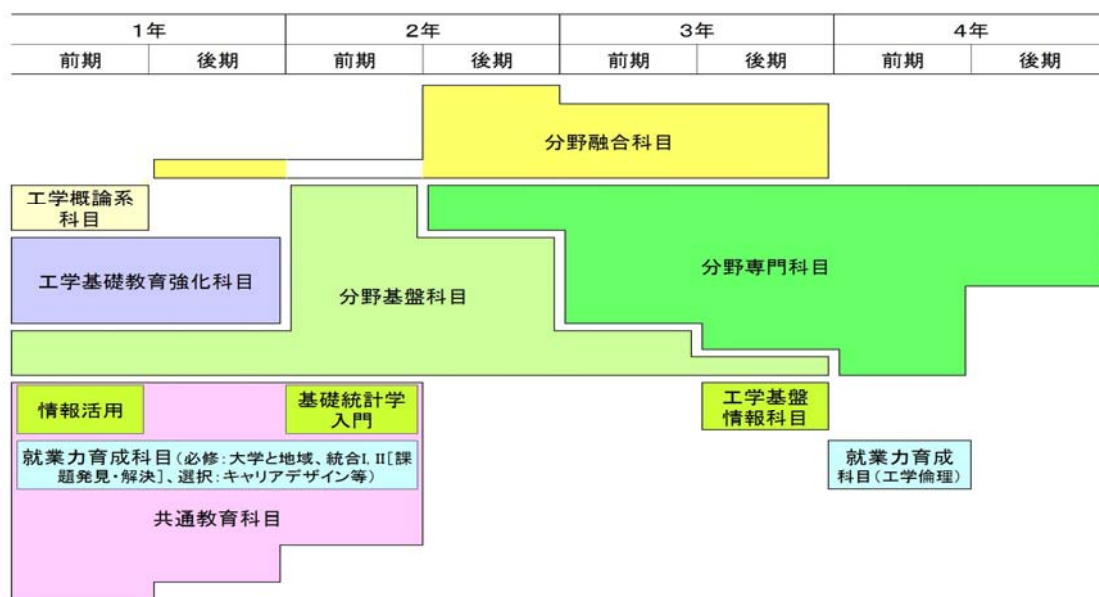 1年 2年 3年 4年
前期 後期 前期 後期 前期 後期 前期 後期
分野融合科目
工学概論系
科目
工学基礎教育強化科目
分野基盤科目
分野専門科目
情報活用
基礎統計学
入門
工学基盤
情報科目
就業力育成科目(必修:大学と地域、統合I, II[課
題発見・解決]、選択:キャリアデザイン等)
就業力育成
科目(工学倫理)
共通教育科目